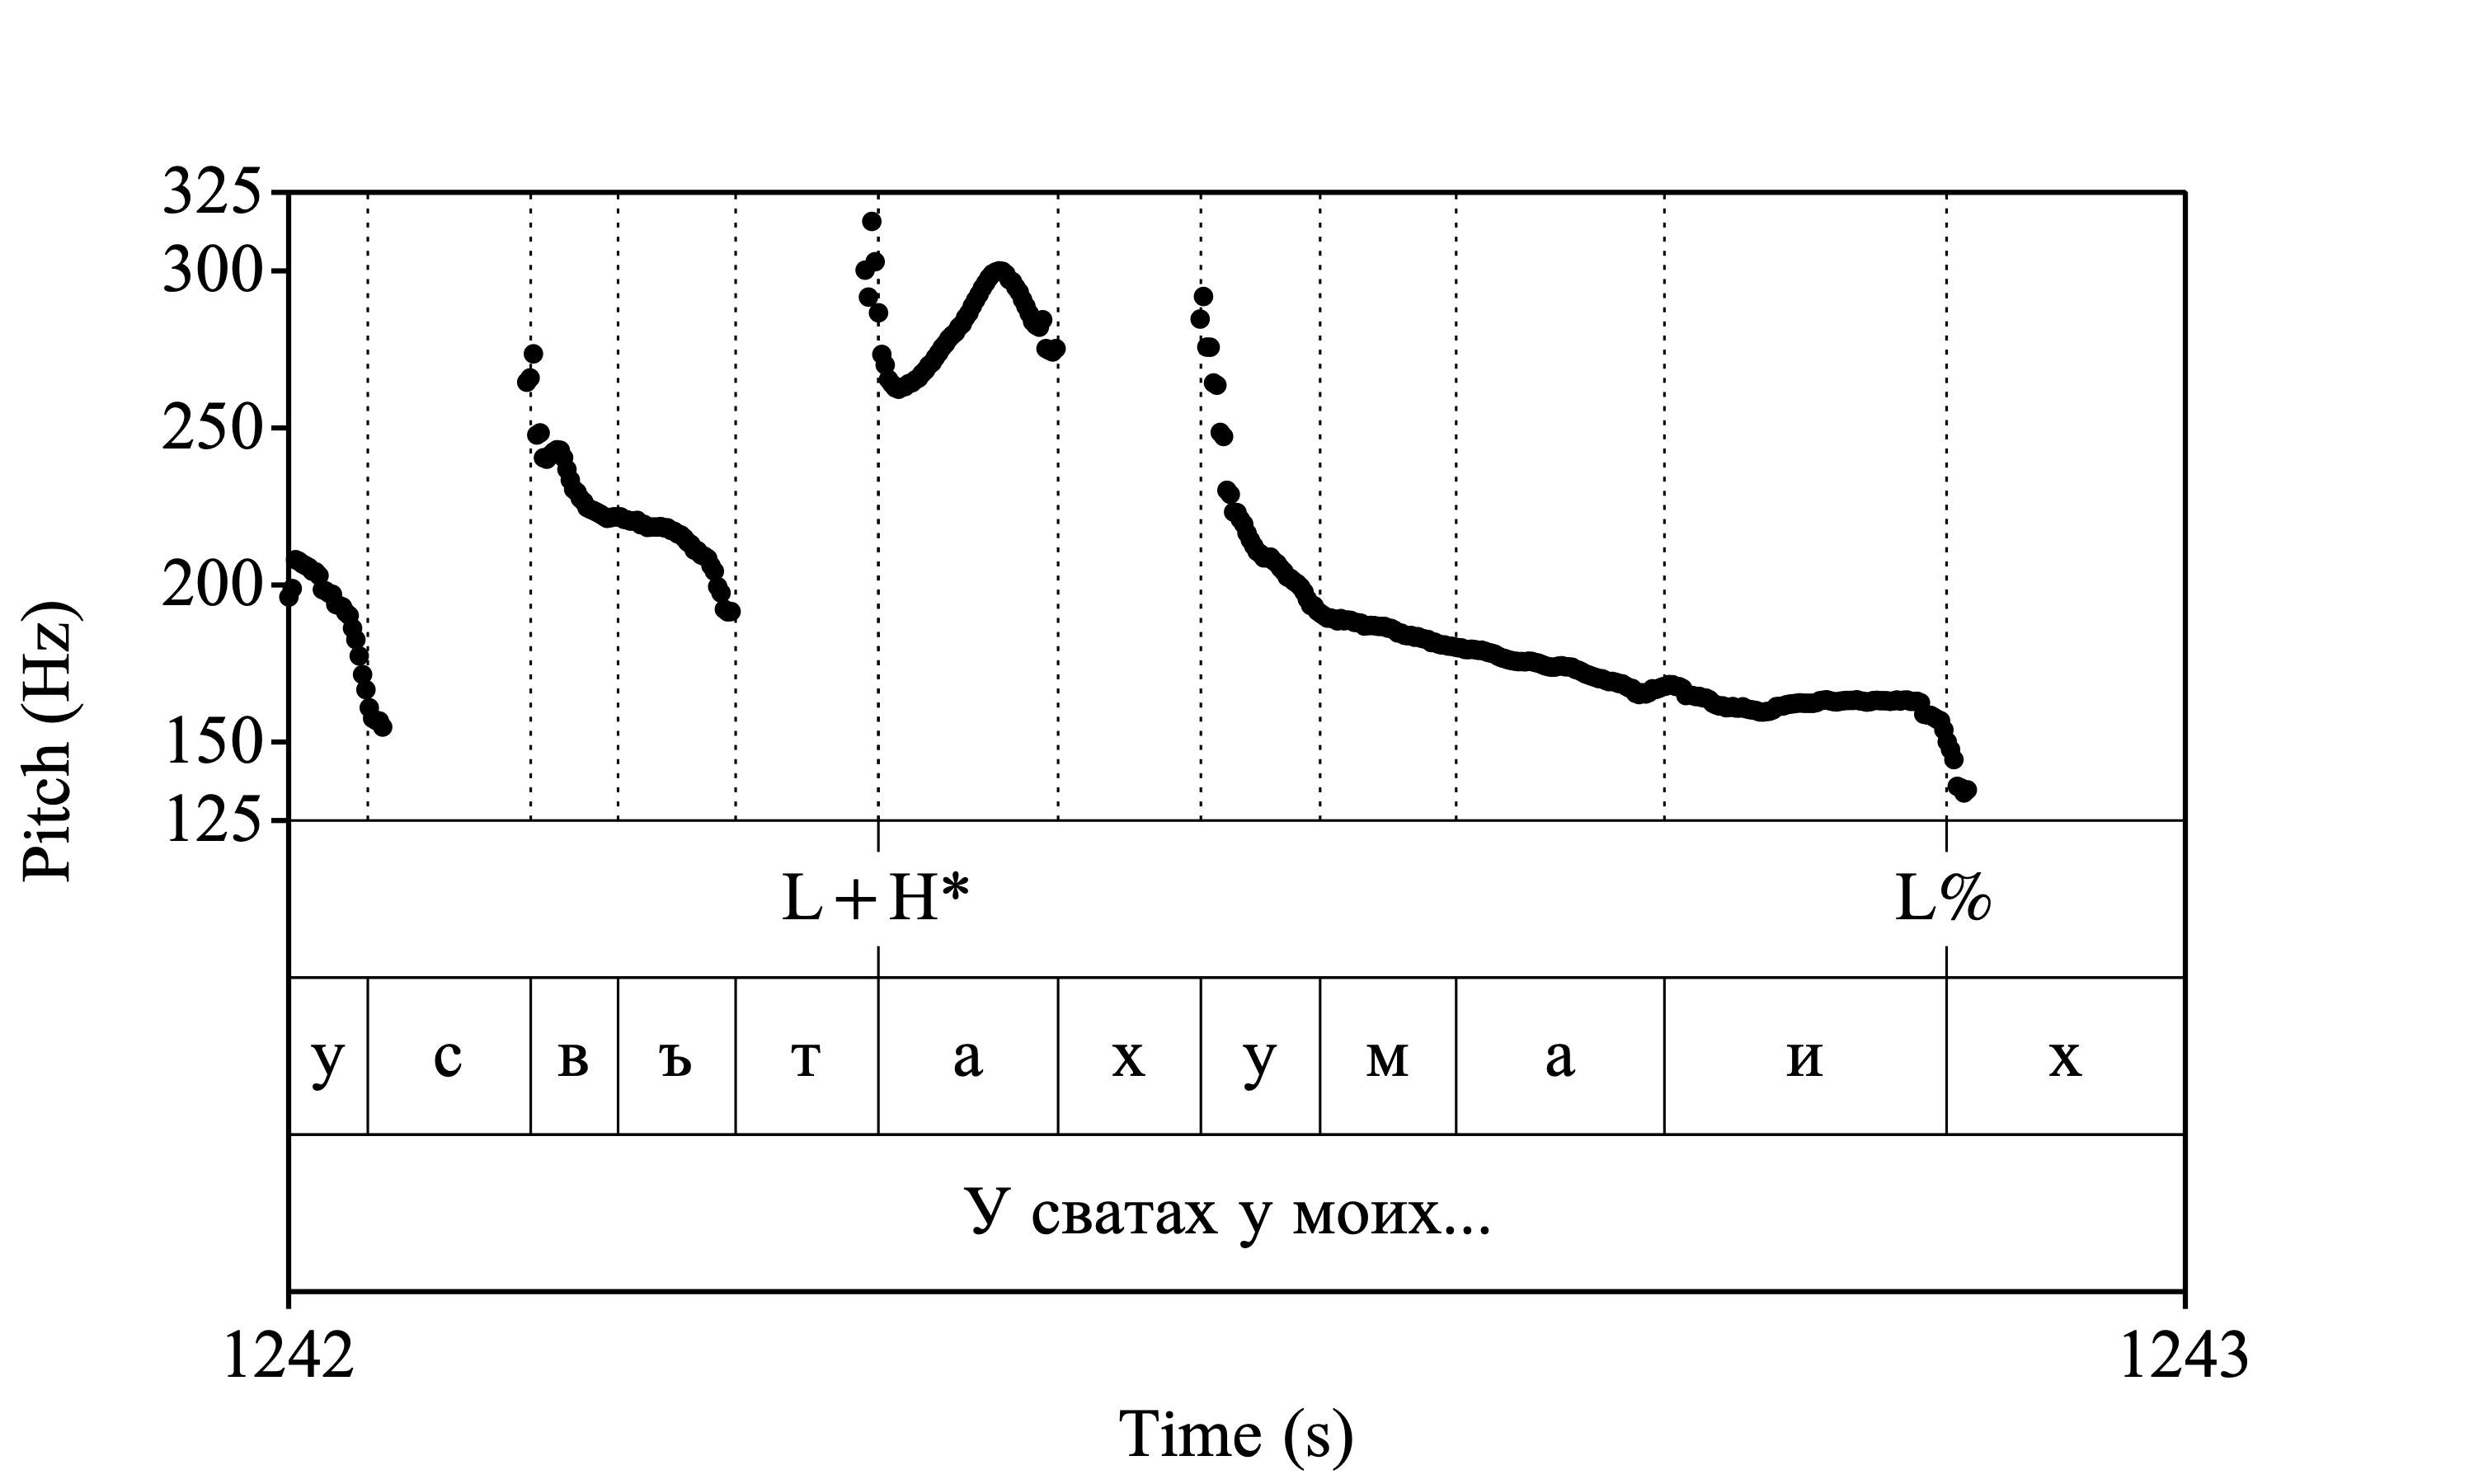 325
300
250
200
150
125
Pitch (Hz)
L+H* L%
у с в ъ т а х у м а и х
У сватах у моих...
1242 1243
Time (s)